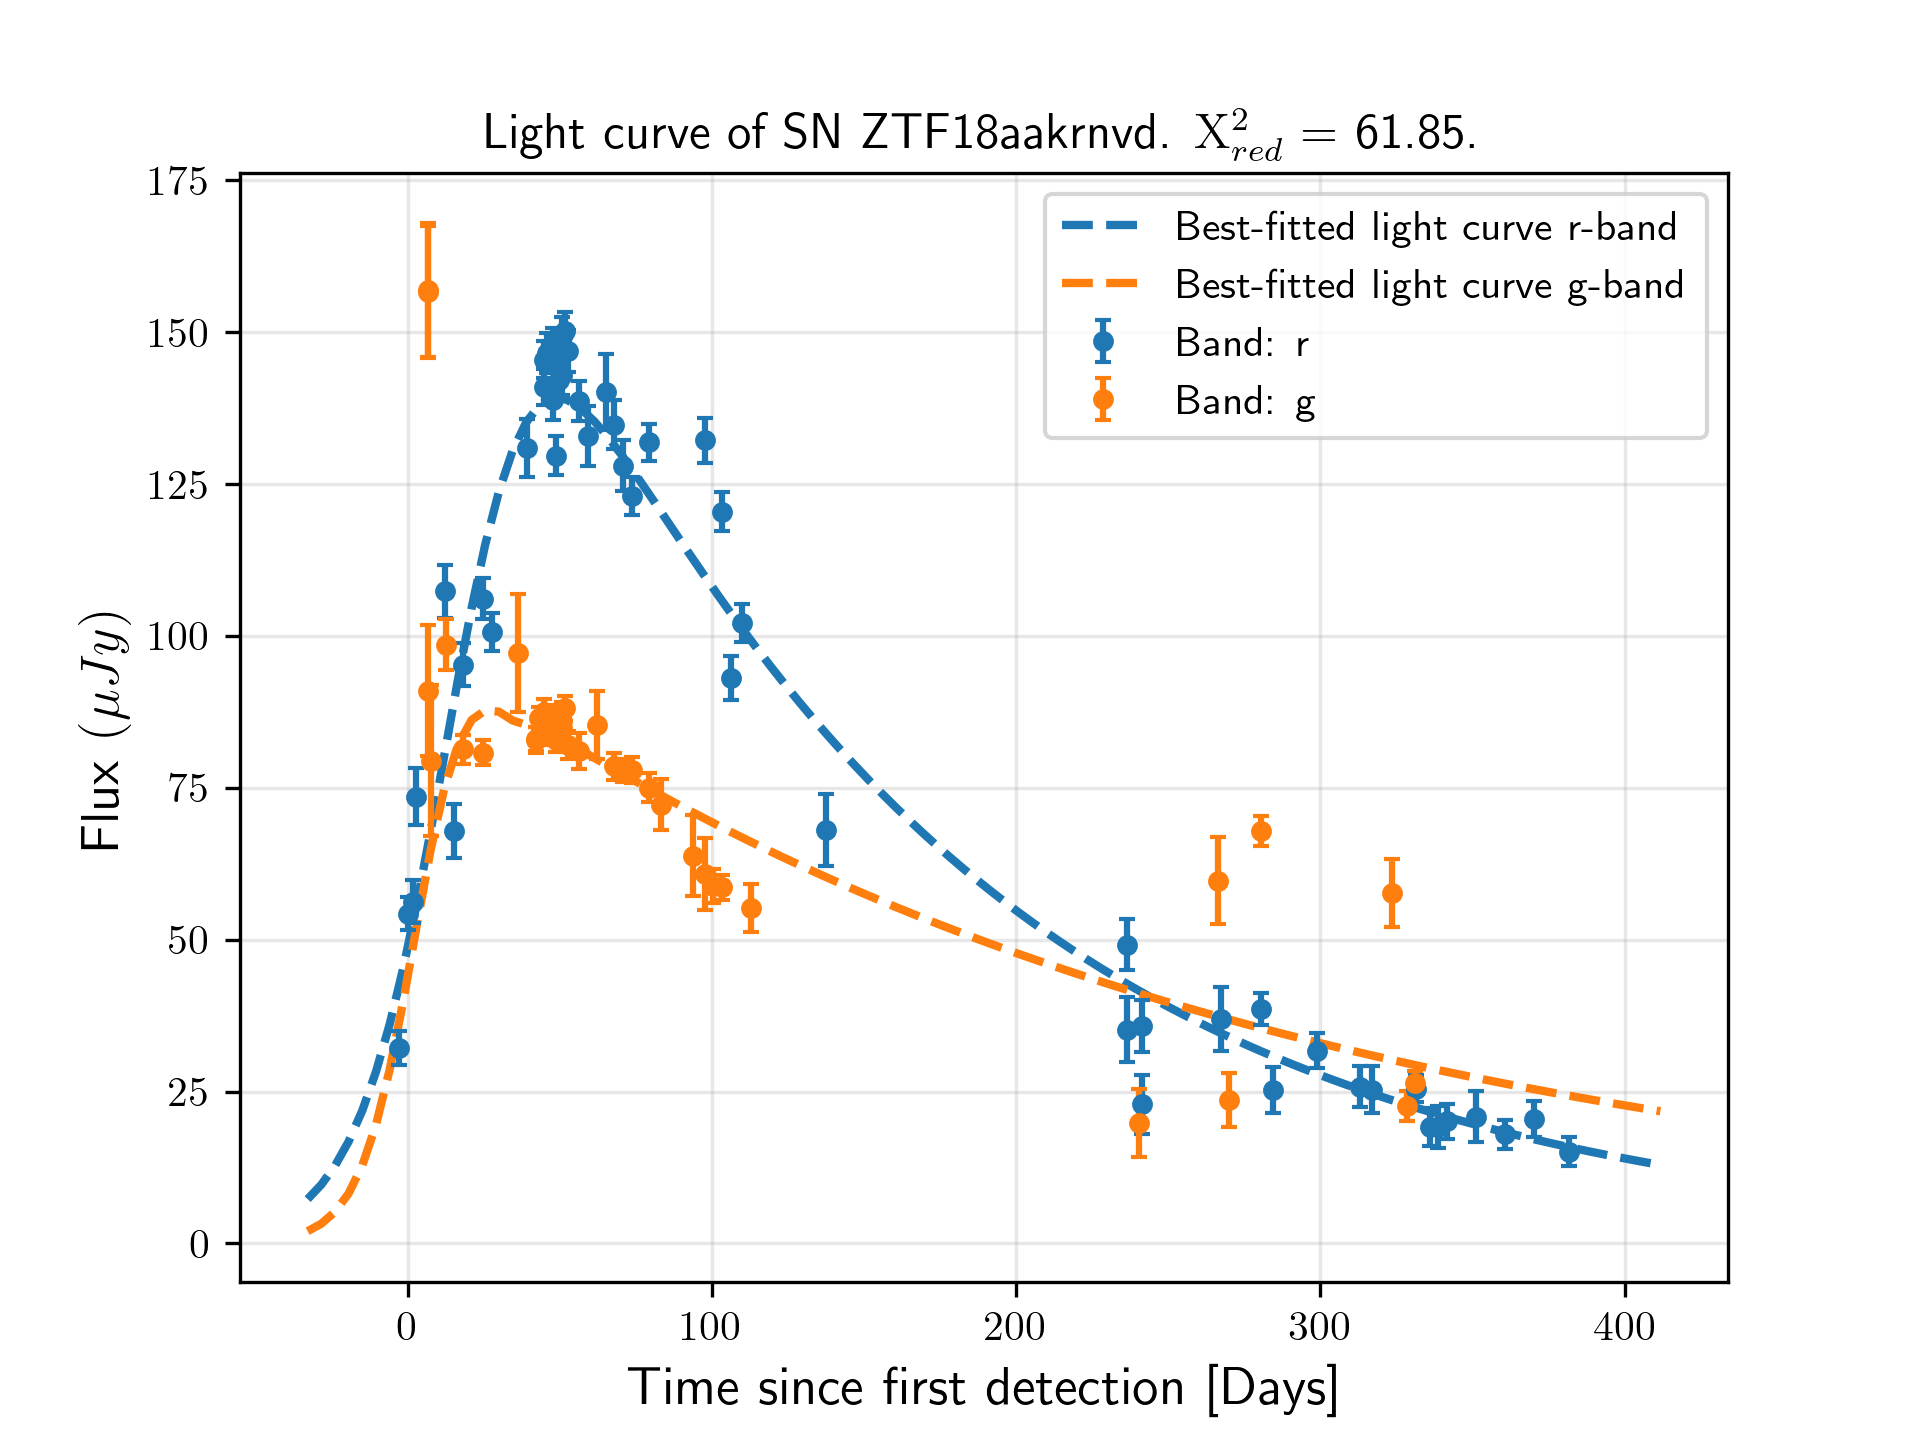 Light curve of SN ZTF18aakrnvd. X²_red = 61.85.
175
150
125
100
75
50
25
0
Flux (μJy)
Best-fitted light curve r-band
Best-fitted light curve g-band
Band: r
Band: g
0 100 200 300 400
Time since first detection [Days]